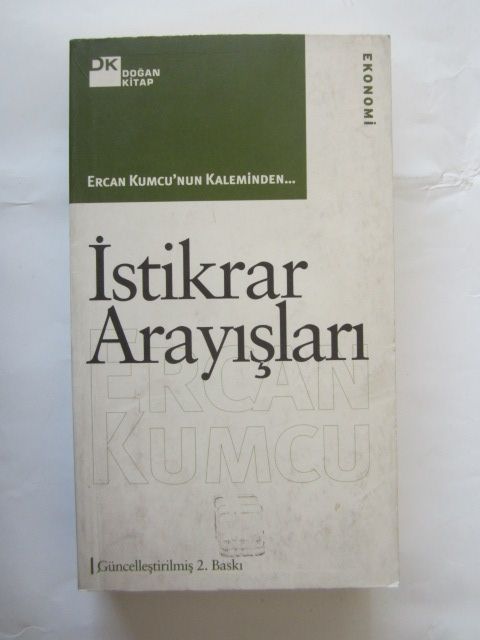 DK DOĞAN
KİTAP
EKONOMİ
ERCAN KUMCU'NUN KALEMİNDEN...
İstikrar
Arayışları
ERCAN
KUMCU
Güncelleştirilmiş 2. Baskı